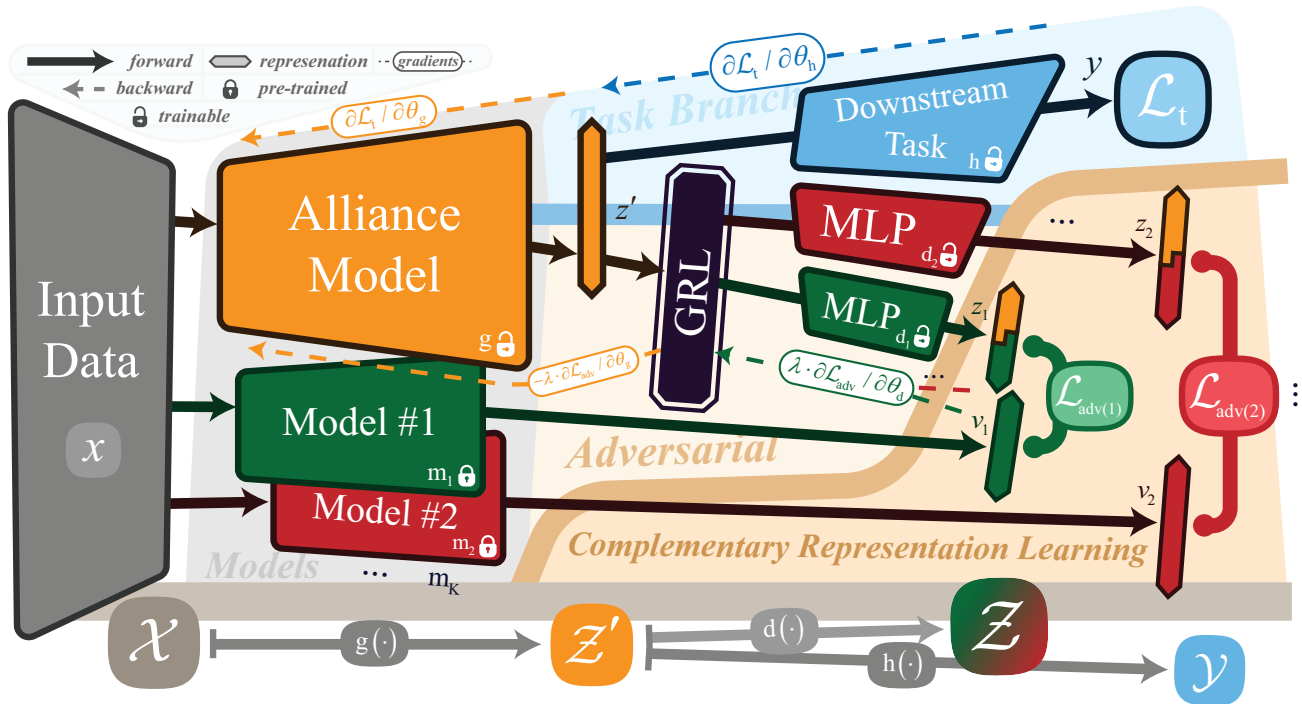 forward
represenation
gradients
backward
pre-trained
trainable
∂ℒt / ∂θh
∂ℒt / ∂θg
Task Branch
Downstream
Task
h
y
ℒt
Input
Data
x
Alliance
Model
g
z′
GRL
MLP
d2
...
z2
MLP
d1
z1
−λ·∂ℒadv / ∂θg
λ·∂ℒadv / ∂θd
...
Model #1
m1
v1
ℒadv(1)
ℒadv(2)
...
Adversarial
Model #2
m2
v2
Complementary Representation Learning
Models
...
mK
𝒳
g(·)
𝒵′
d(·)
h(·)
𝒵
𝒴